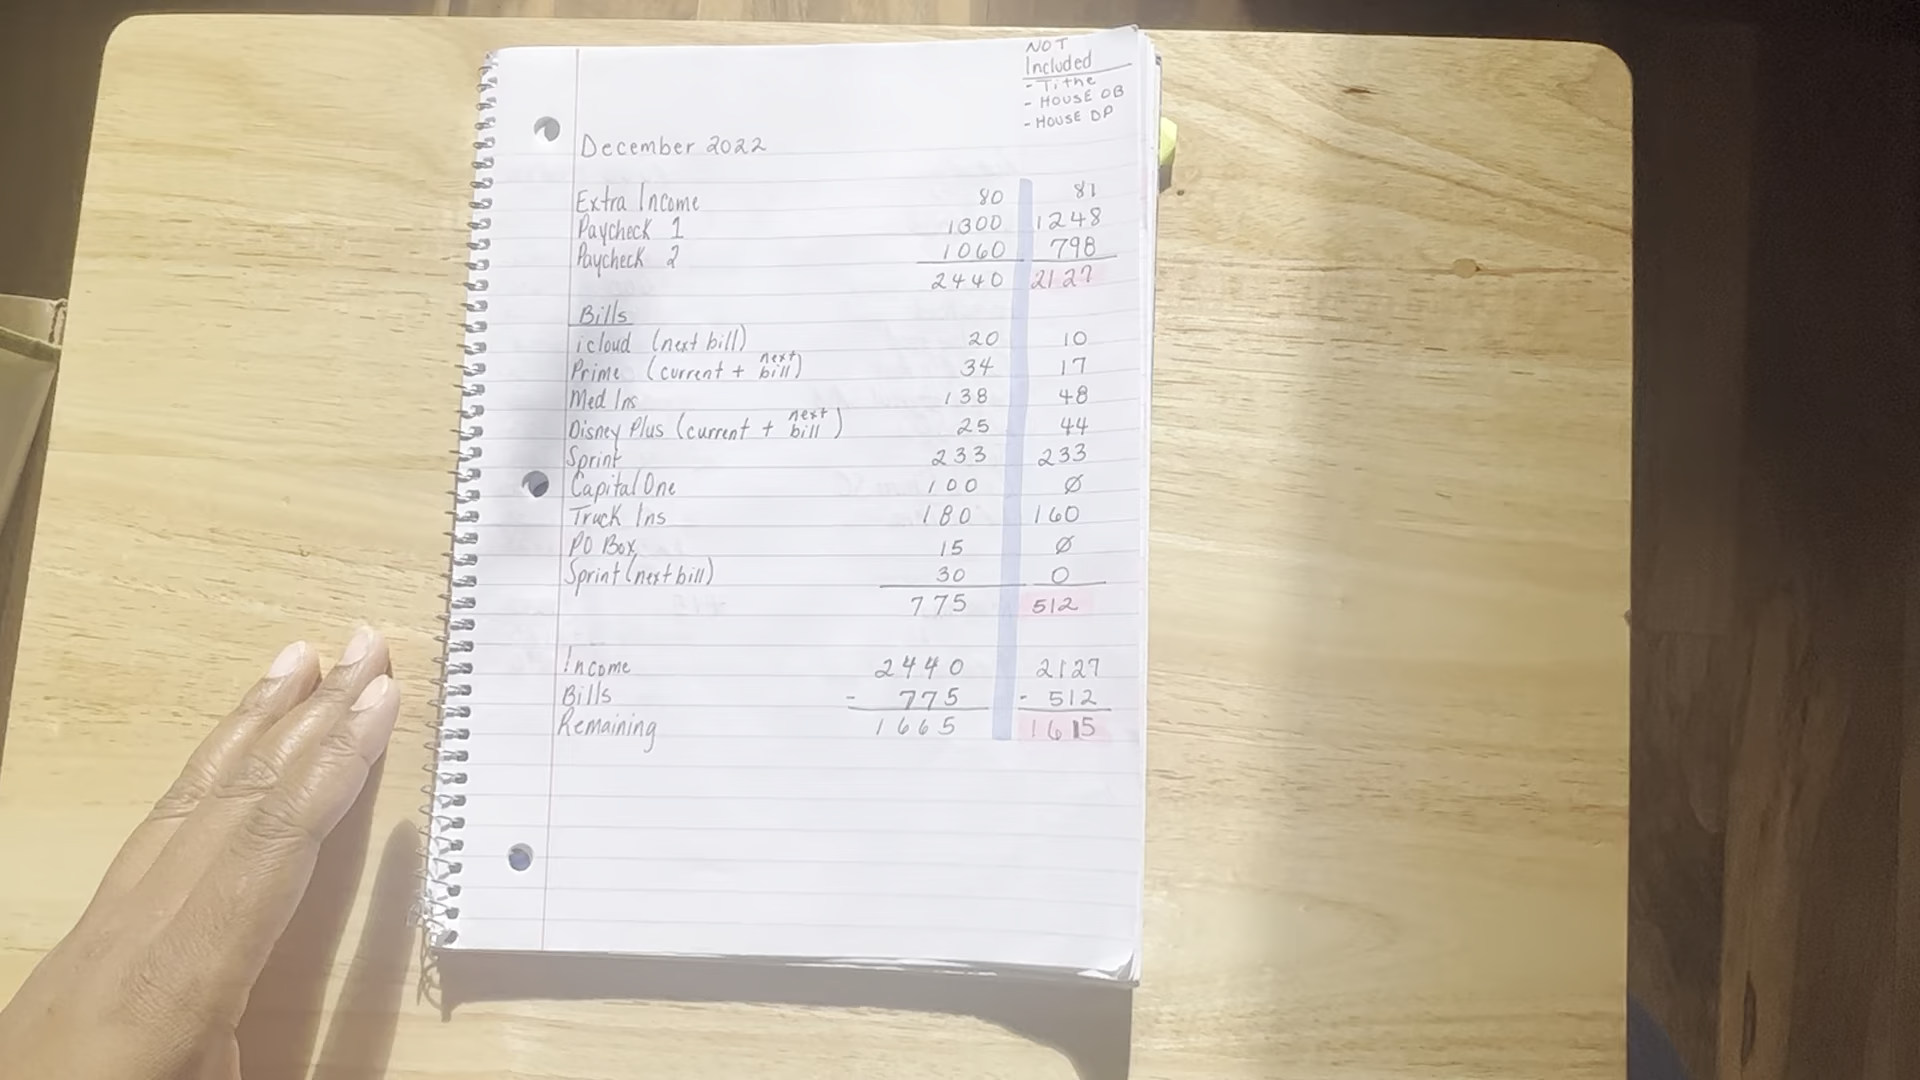 NOT
Included
- Tithe
- HOUSE OB
- HOUSE DP
December 2022
Extra Income 80 81
Paycheck 1 1300 1248
Paycheck 2 1060 798
2440 2127
Bills
icloud (next bill) 20 10
Prime (current + next bill) 34 17
Med Ins 138 48
Disney Plus (current + next bill) 25 44
Sprint 233 233
Capital One 100 Ø
Truck Ins 180 160
PO Box 15 Ø
Sprint (next bill) 30 0
775 512
Income 2440 2127
Bills - 775 - 512
Remaining 1665 1615